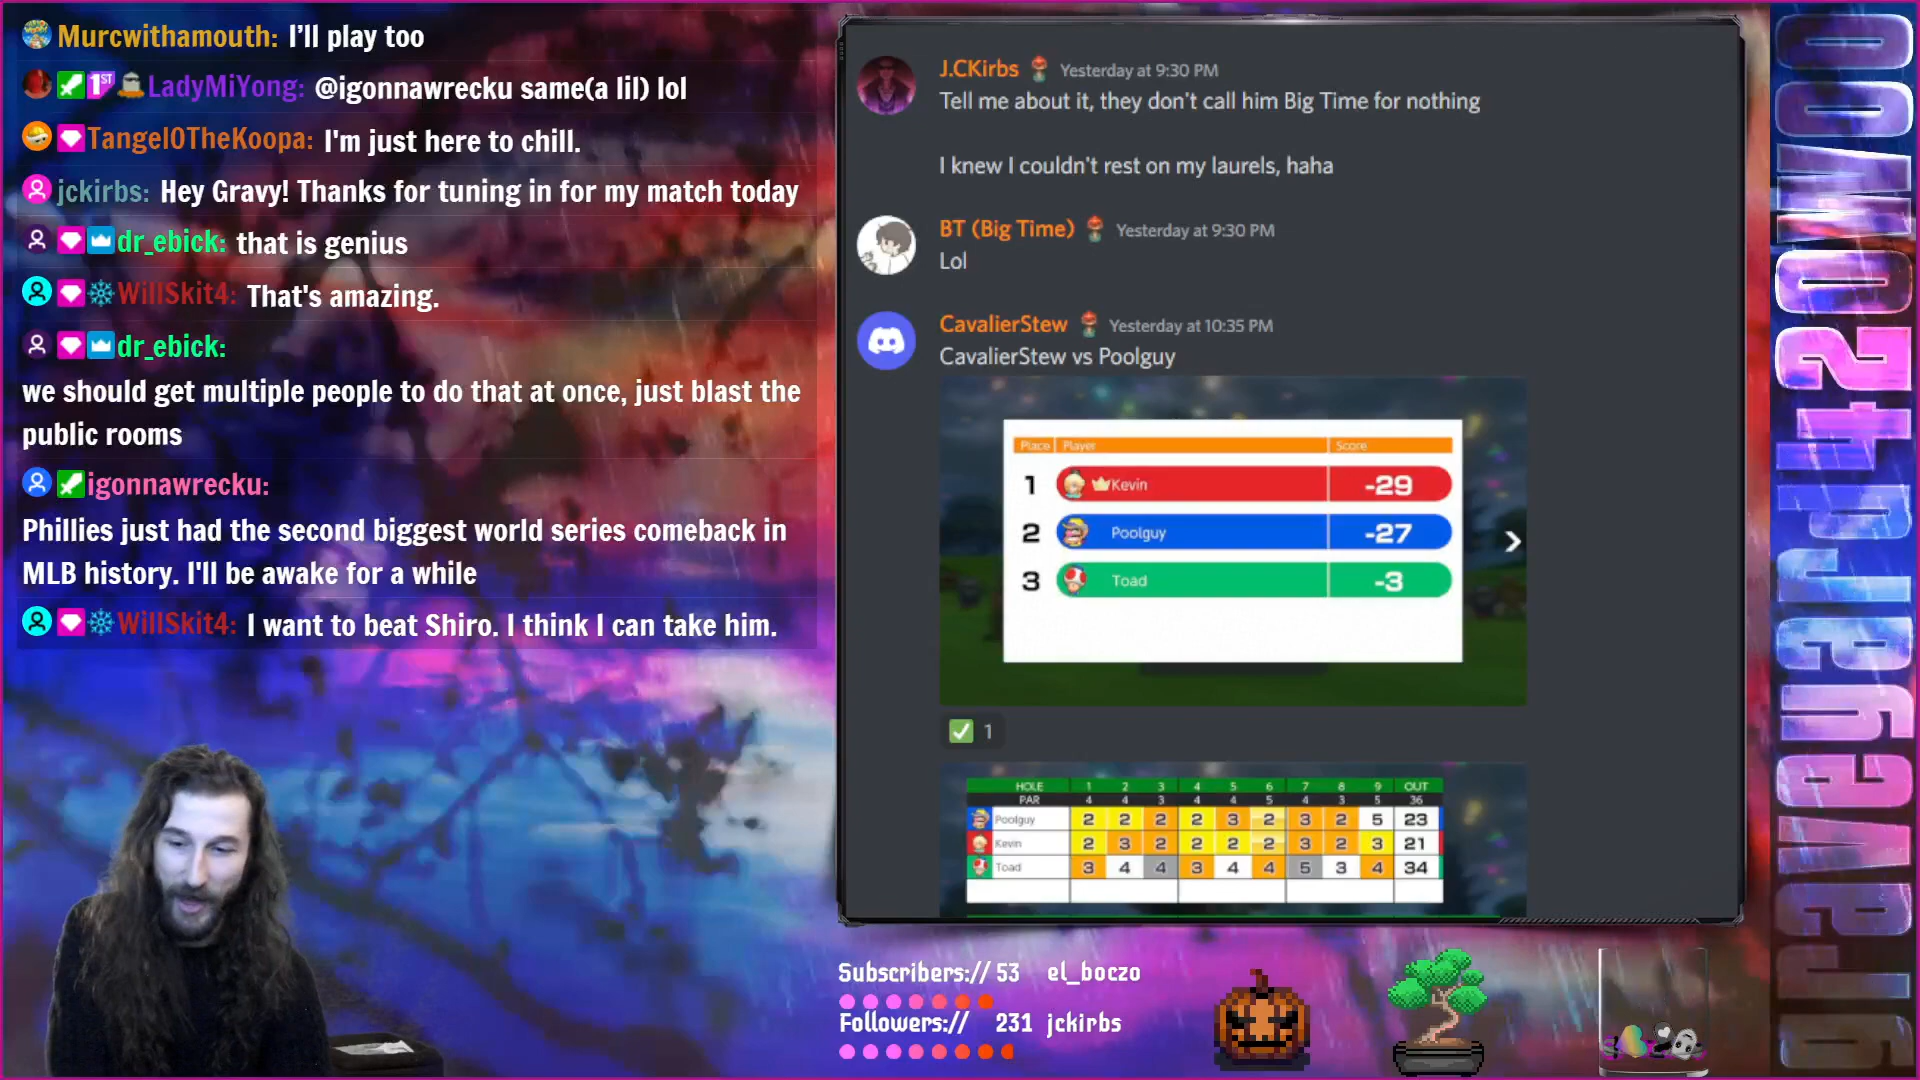 Murcwithamouth: I'll play too
1ST LadyMiYong: @igonnawrecku same(a lil) lol
Tangel0TheKoopa: I'm just here to chill.
jckirbs: Hey Gravy! Thanks for tuning in for my match today
dr_ebick: that is genius
WillSkit4: That's amazing.
dr_ebick:
we should get multiple people to do that at once, just blast the
public rooms
igonnawrecku:
Phillies just had the second biggest world series comeback in
MLB history. I'll be awake for a while
WillSkit4: I want to beat Shiro. I think I can take him.
J.CKirbs Yesterday at 9:30 PM
Tell me about it, they don't call him Big Time for nothing
I knew I couldn't rest on my laurels, haha
BT (Big Time) Yesterday at 9:30 PM
Lol
CavalierStew Yesterday at 10:35 PM
CavalierStew vs Poolguy
Place Player Score
1 Kevin -29
2 Poolguy -27
3 Toad -3
1
HOLE 1 2 3 4 5 6 7 8 9 OUT
PAR 4 4 3 4 4 5 4 3 5 36
Poolguy 2 2 2 2 3 2 3 2 5 23
Kevin 2 3 2 2 2 2 3 2 3 21
Toad 3 4 4 3 4 4 5 3 4 34
Subscribers:// 53 el_boczo
Followers:// 231 jckirbs